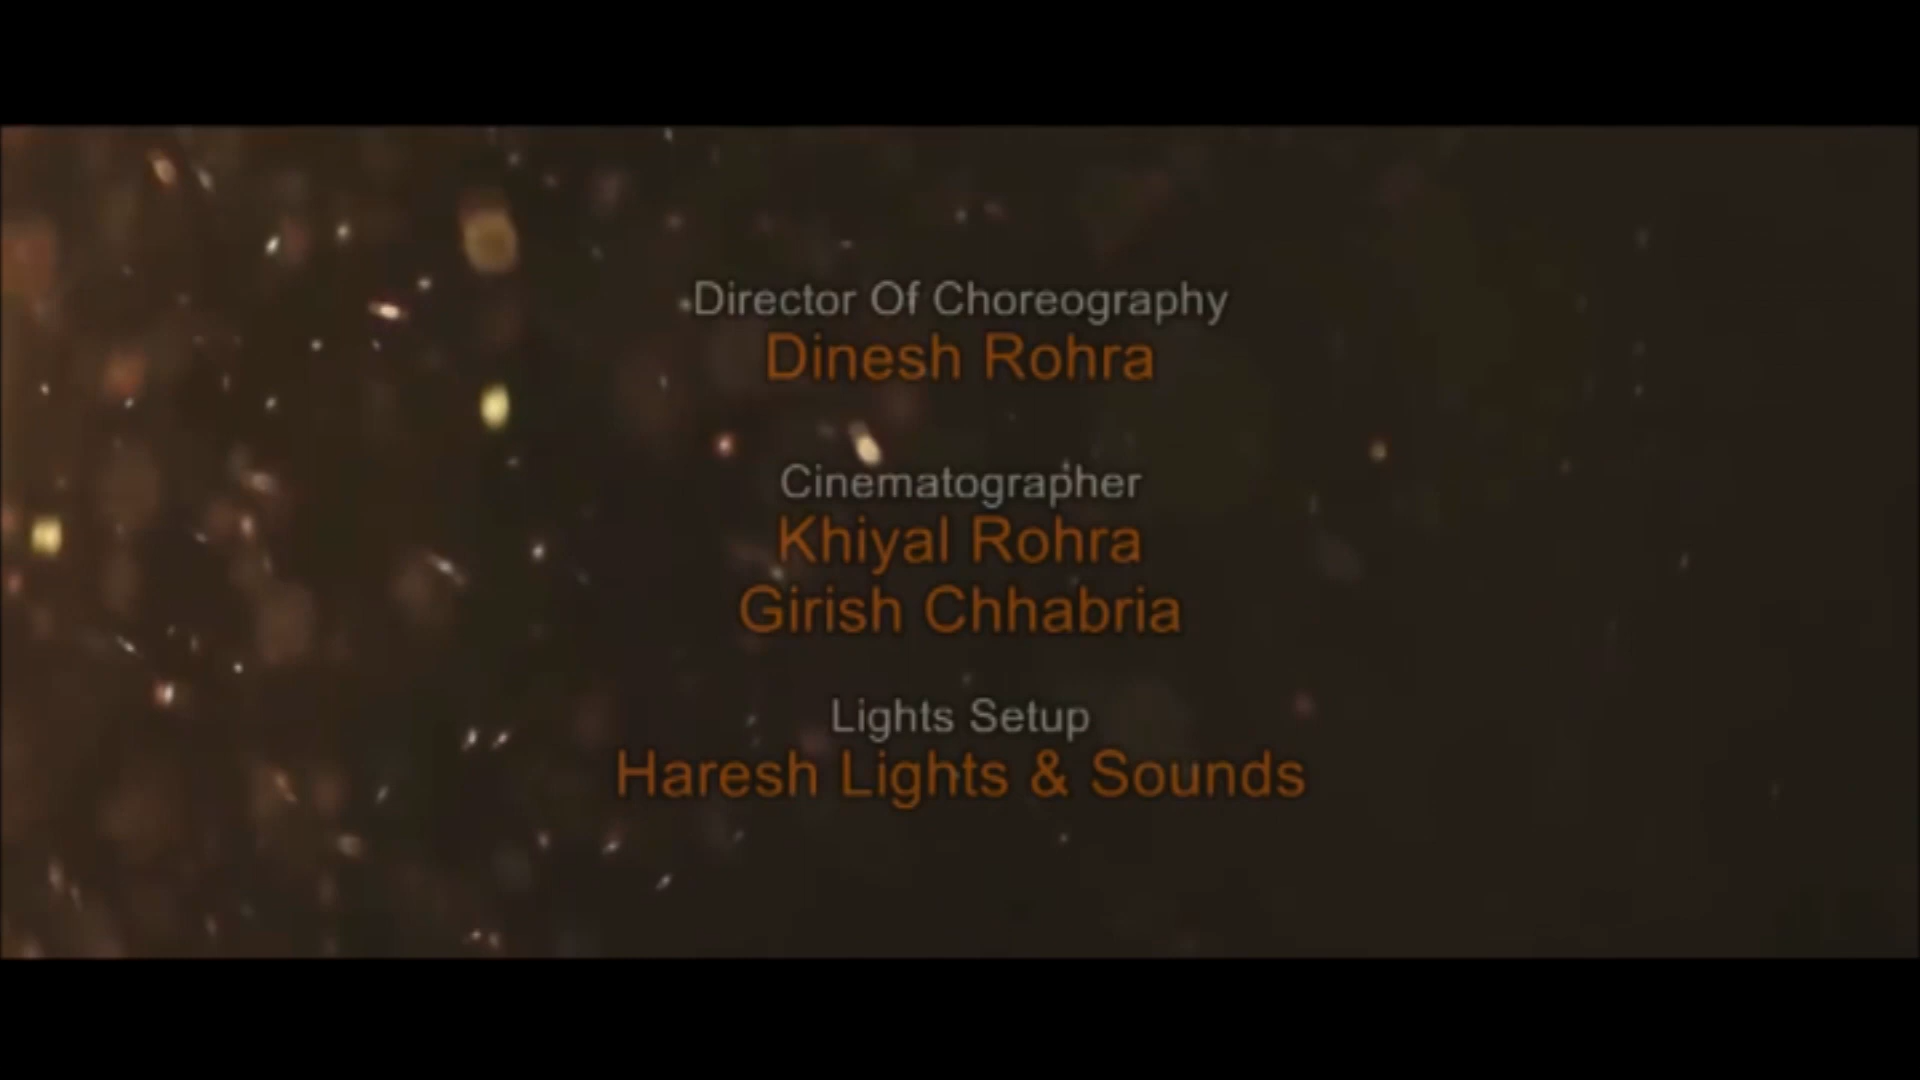 Director Of Choreography
Dinesh Rohra
Cinematographer
Khiyal Rohra
Girish Chhabria
Lights Setup
Haresh Lights & Sounds